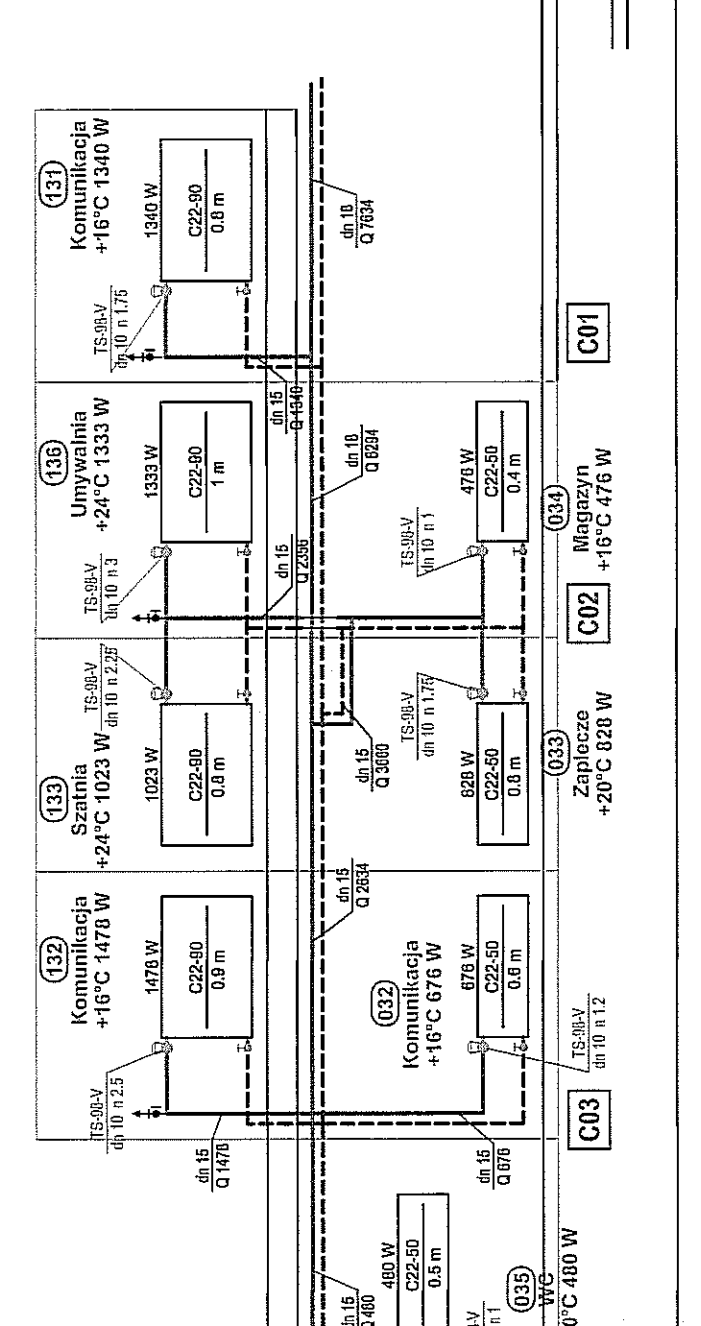 132
Komunikacja
+16°C 1478 W
1478 W
C22-90
0.9 m
TS-98-V
dn 10 n 2.5
133
Szatnia
+24°C 1023 W
1023 W
C22-90
0.8 m
TS-98-V
dn 10 n 2.25
136
Umywalnia
+24°C 1333 W
1333 W
C22-90
1 m
TS-98-V
dn 10 n 3
131
Komunikacja
+16°C 1340 W
1340 W
C22-90
0.8 m
TS-98-V
dn 10 n 1.75
dn 15
Q 1478
dn 15
Q 2356
dn 15
Q 1340
dn 15
Q 480
dn 15
Q 2634
dn 15
Q 3660
dn 18
Q 6294
dn 18
Q 7634
480 W
C22-50
0.5 m
n 1
035
WC
0°C 480 W
dn 15
Q 676
032
Komunikacja
+16°C 676 W
676 W
C22-50
0.6 m
TS-98-V
dn 10 n 1.2
828 W
C22-50
0.8 m
TS-98-V
dn 10 n 1.75
033
Zaplecze
+20°C 828 W
476 W
C22-50
0.4 m
TS-98-V
dn 10 n 1
034
Magazyn
+16°C 476 W
C03
C02
C01